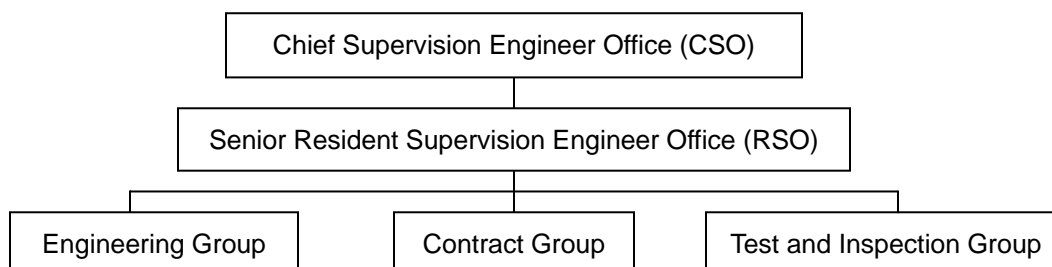 Chief Supervision Engineer Office (CSO)
Senior Resident Supervision Engineer Office (RSO)
Engineering Group
Contract Group
Test and Inspection Group